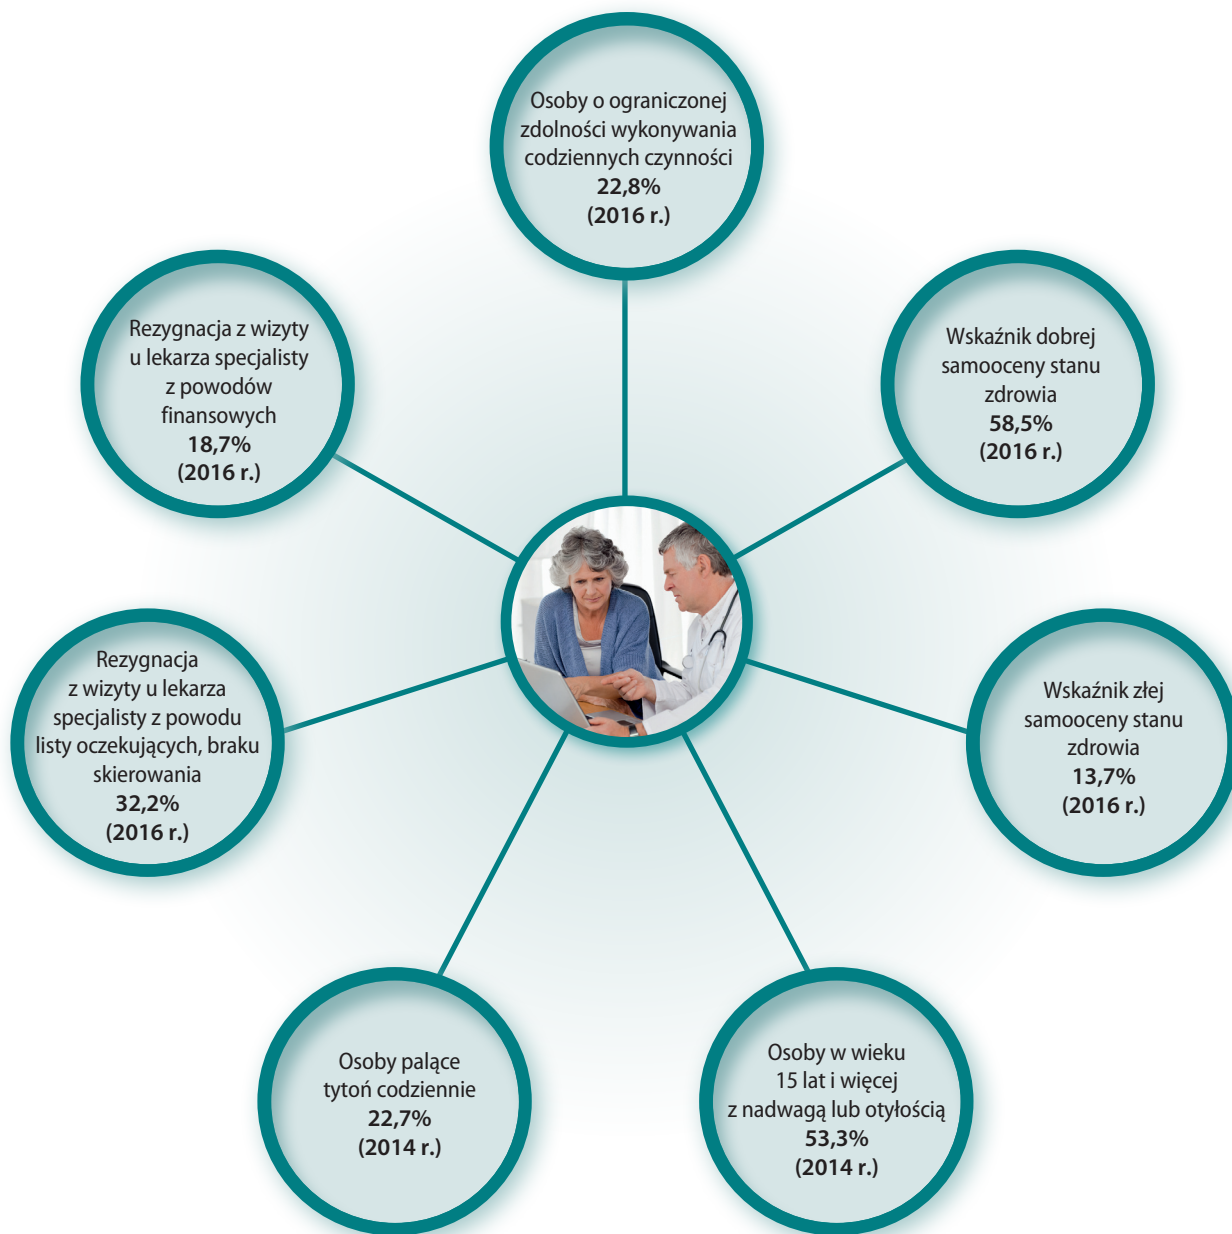 Osoby o ograniczonej
zdolności wykonywania
codziennych czynności
22,8%
(2016 r.)
Wskaźnik dobrej
samooceny stanu
zdrowia
58,5%
(2016 r.)
Wskaźnik złej
samooceny stanu
zdrowia
13,7%
(2016 r.)
Osoby w wieku
15 lat i więcej
z nadwagą lub otyłością
53,3%
(2014 r.)
Osoby palące
tytoń codziennie
22,7%
(2014 r.)
Rezygnacja
z wizyty u lekarza
specjalisty z powodu
listy oczekujących, braku
skierowania
32,2%
(2016 r.)
Rezygnacja z wizyty
u lekarza specjalisty
z powodów
finansowych
18,7%
(2016 r.)